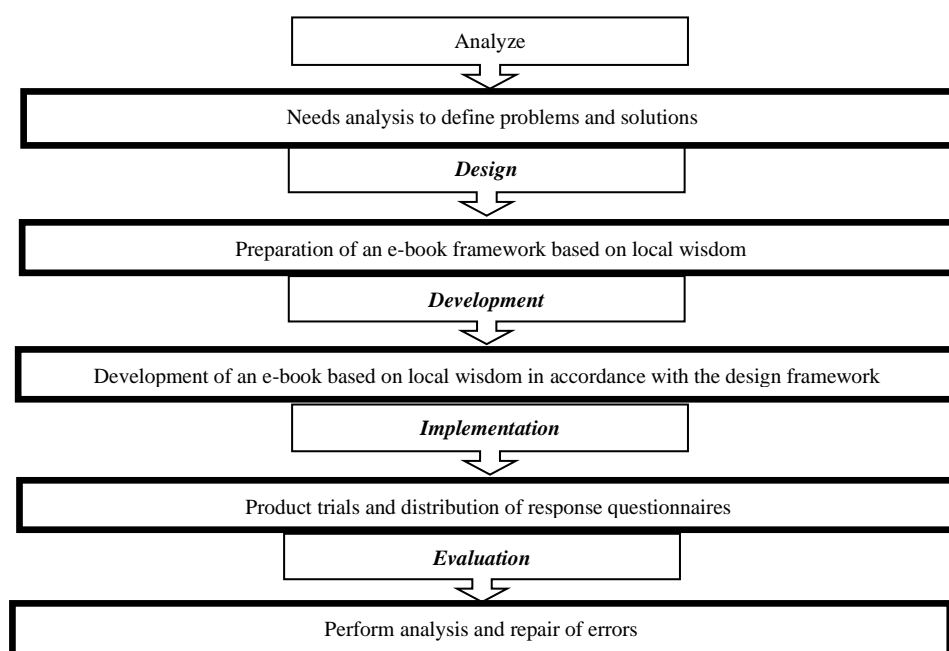 Analyze
Needs analysis to define problems and solutions
Design
Preparation of an e-book framework based on local wisdom
Development
Development of an e-book based on local wisdom in accordance with the design framework
Implementation
Product trials and distribution of response questionnaires
Evaluation
Perform analysis and repair of errors